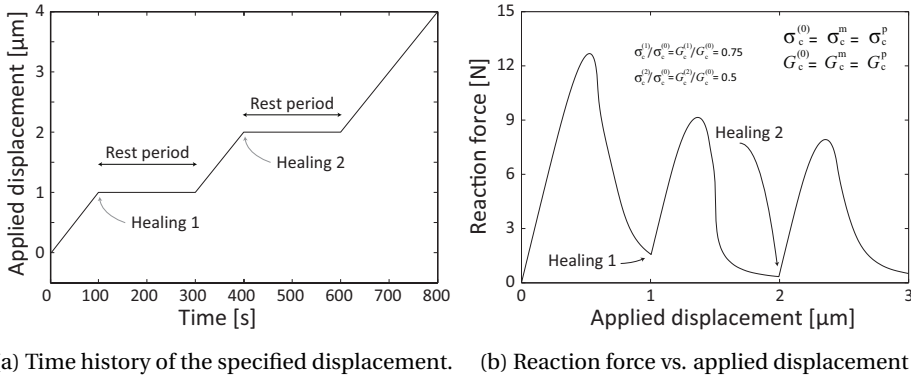 Applied displacement [µm]
4
3
2
1
0
Rest period
Rest period
Healing 1
Healing 2
0 100 200 300 400 500 600 700 800
Time [s]
Reaction force [N]
15
12
9
6
3
0
σc(1)/σc(0)=Gc(1)/Gc(0)= 0.75
σc(2)/σc(0)=Gc(2)/Gc(0)= 0.5
σc(0)= σcm = σcp
Gc(0)= Gcm = Gcp
Healing 2
Healing 1
0 1 2 3
Applied displacement [µm]
a) Time history of the specified displacement.
(b) Reaction force vs. applied displacement